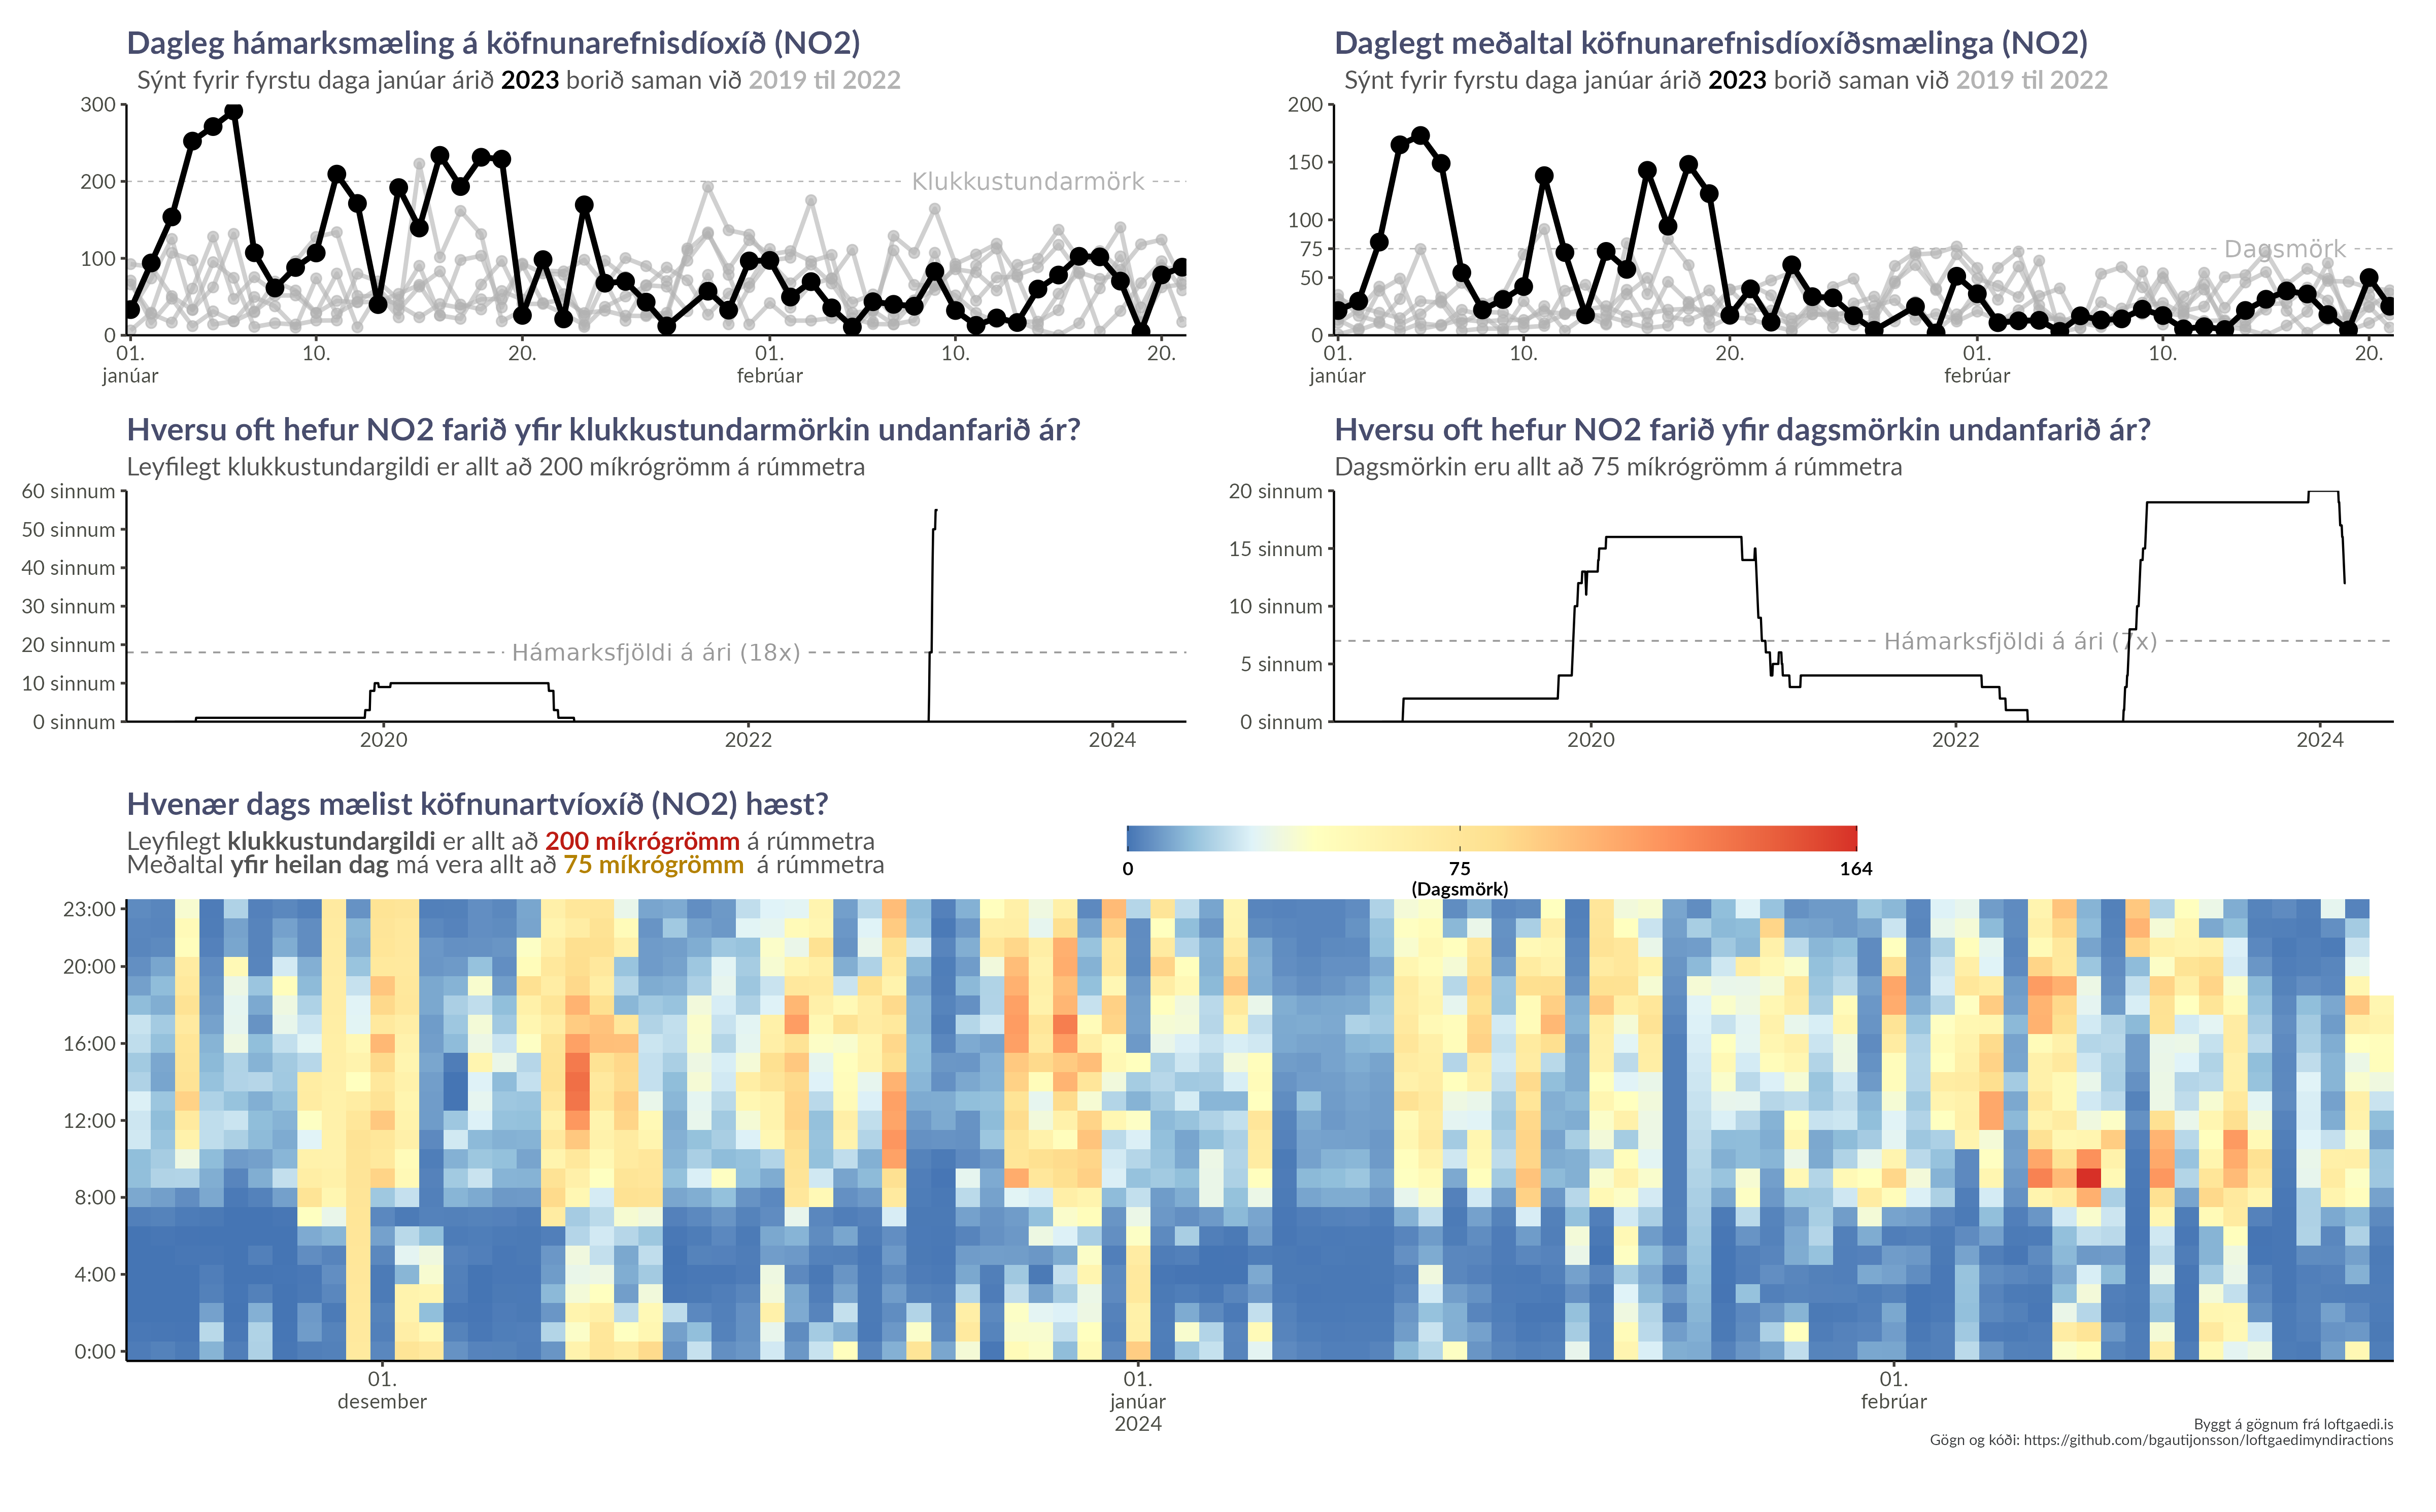 Dagleg hámarksmæling á köfnunarefnisdíoxíð (NO2)
Sýnt fyrir fyrstu daga janúar árið 2023 borið saman við 2019 til 2022
300
200
100
0
Klukkustundarmörk
01.
janúar
10.
20.
01.
febrúar
10.
20.
Daglegt meðaltal köfnunarefnisdíoxíðsmælinga (NO2)
Sýnt fyrir fyrstu daga janúar árið 2023 borið saman við 2019 til 2022
200
150
100
75
50
0
Dagsmörk
01.
janúar
10.
20.
01.
febrúar
10.
20.
Hversu oft hefur NO2 farið yfir klukkustundarmörkin undanfarið ár?
Leyfilegt klukkustundargildi er allt að 200 míkrógrömm á rúmmetra
60 sinnum
50 sinnum
40 sinnum
30 sinnum
20 sinnum
10 sinnum
0 sinnum
Hámarksfjöldi á ári (18x)
2020
2022
2024
Hversu oft hefur NO2 farið yfir dagsmörkin undanfarið ár?
Dagsmörkin eru allt að 75 míkrógrömm á rúmmetra
20 sinnum
15 sinnum
10 sinnum
5 sinnum
0 sinnum
Hámarksfjöldi á ári (7x)
2020
2022
2024
Hvenær dags mælist köfnunartvíoxíð (NO2) hæst?
Leyfilegt klukkustundargildi er allt að 200 míkrógrömm á rúmmetra
Meðaltal yfir heilan dag má vera allt að 75 míkrógrömm á rúmmetra
0
75
(Dagsmörk)
164
23:00
20:00
16:00
12:00
8:00
4:00
0:00
01.
desember
01.
janúar
2024
01.
febrúar
Byggt á gögnum frá loftgaedi.is
Gögn og kóði: https://github.com/bgautijonsson/loftgaedimyndiractions